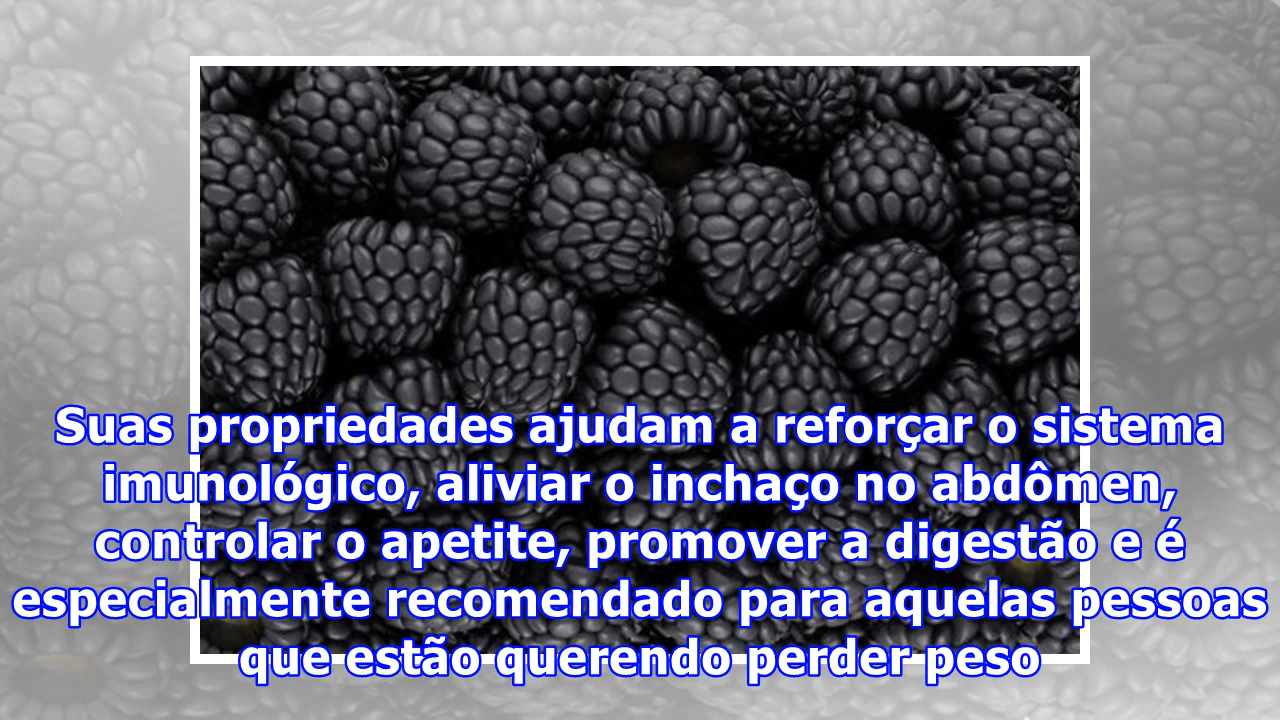 Suas propriedades ajudam a reforçar o sistema
imunológico, aliviar o inchaço no abdômen,
controlar o apetite, promover a digestão e é
especialmente recomendado para aquelas pessoas
que estão querendo perder peso